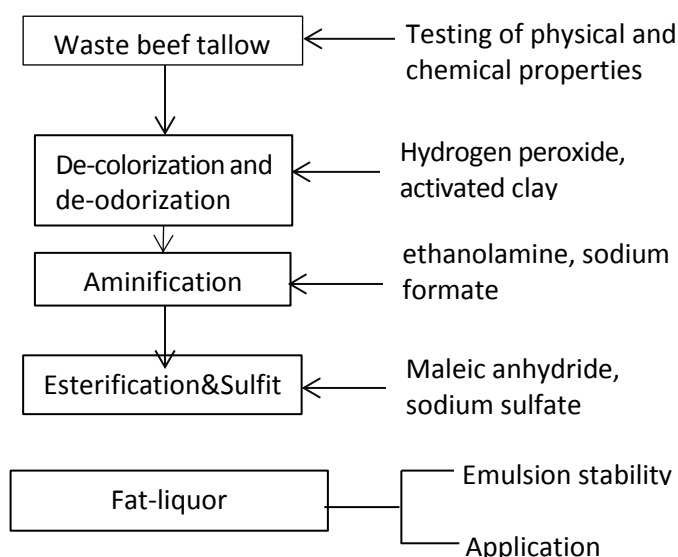 Waste beef tallow
Testing of physical and
chemical properties
De-colorization and
de-odorization
Hydrogen peroxide,
activated clay
Aminification
ethanolamine, sodium
formate
Esterification&Sulfit
Maleic anhydride,
sodium sulfate
Fat-liquor
Emulsion stability
Application